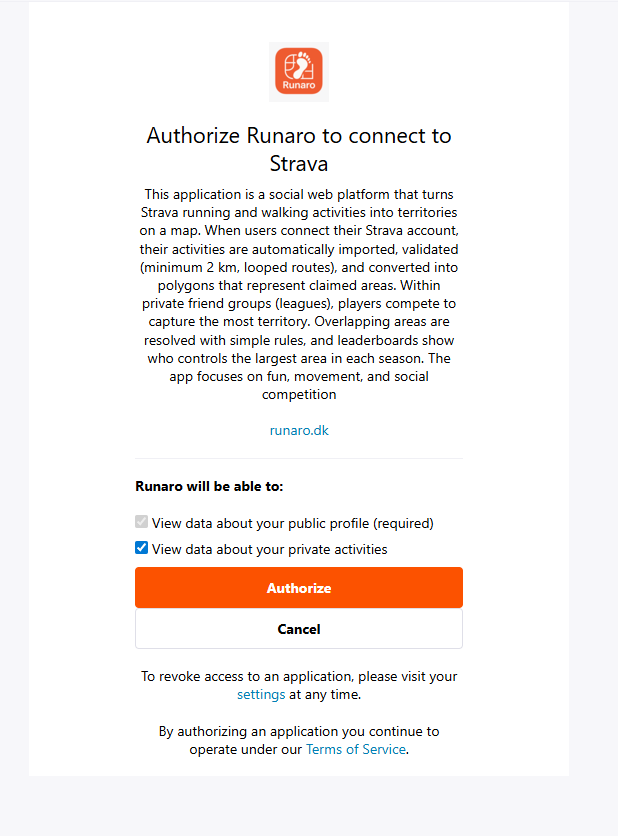 Runaro
Authorize Runaro to connect to
Strava
This application is a social web platform that turns
Strava running and walking activities into territories
on a map. When users connect their Strava account,
their activities are automatically imported, validated
(minimum 2 km, looped routes), and converted into
polygons that represent claimed areas. Within
private friend groups (leagues), players compete to
capture the most territory. Overlapping areas are
resolved with simple rules, and leaderboards show
who controls the largest area in each season. The
app focuses on fun, movement, and social
competition
runaro.dk
Runaro will be able to:
View data about your public profile (required)
View data about your private activities
Authorize
Cancel
To revoke access to an application, please visit your
settings at any time.
By authorizing an application you continue to
operate under our Terms of Service.